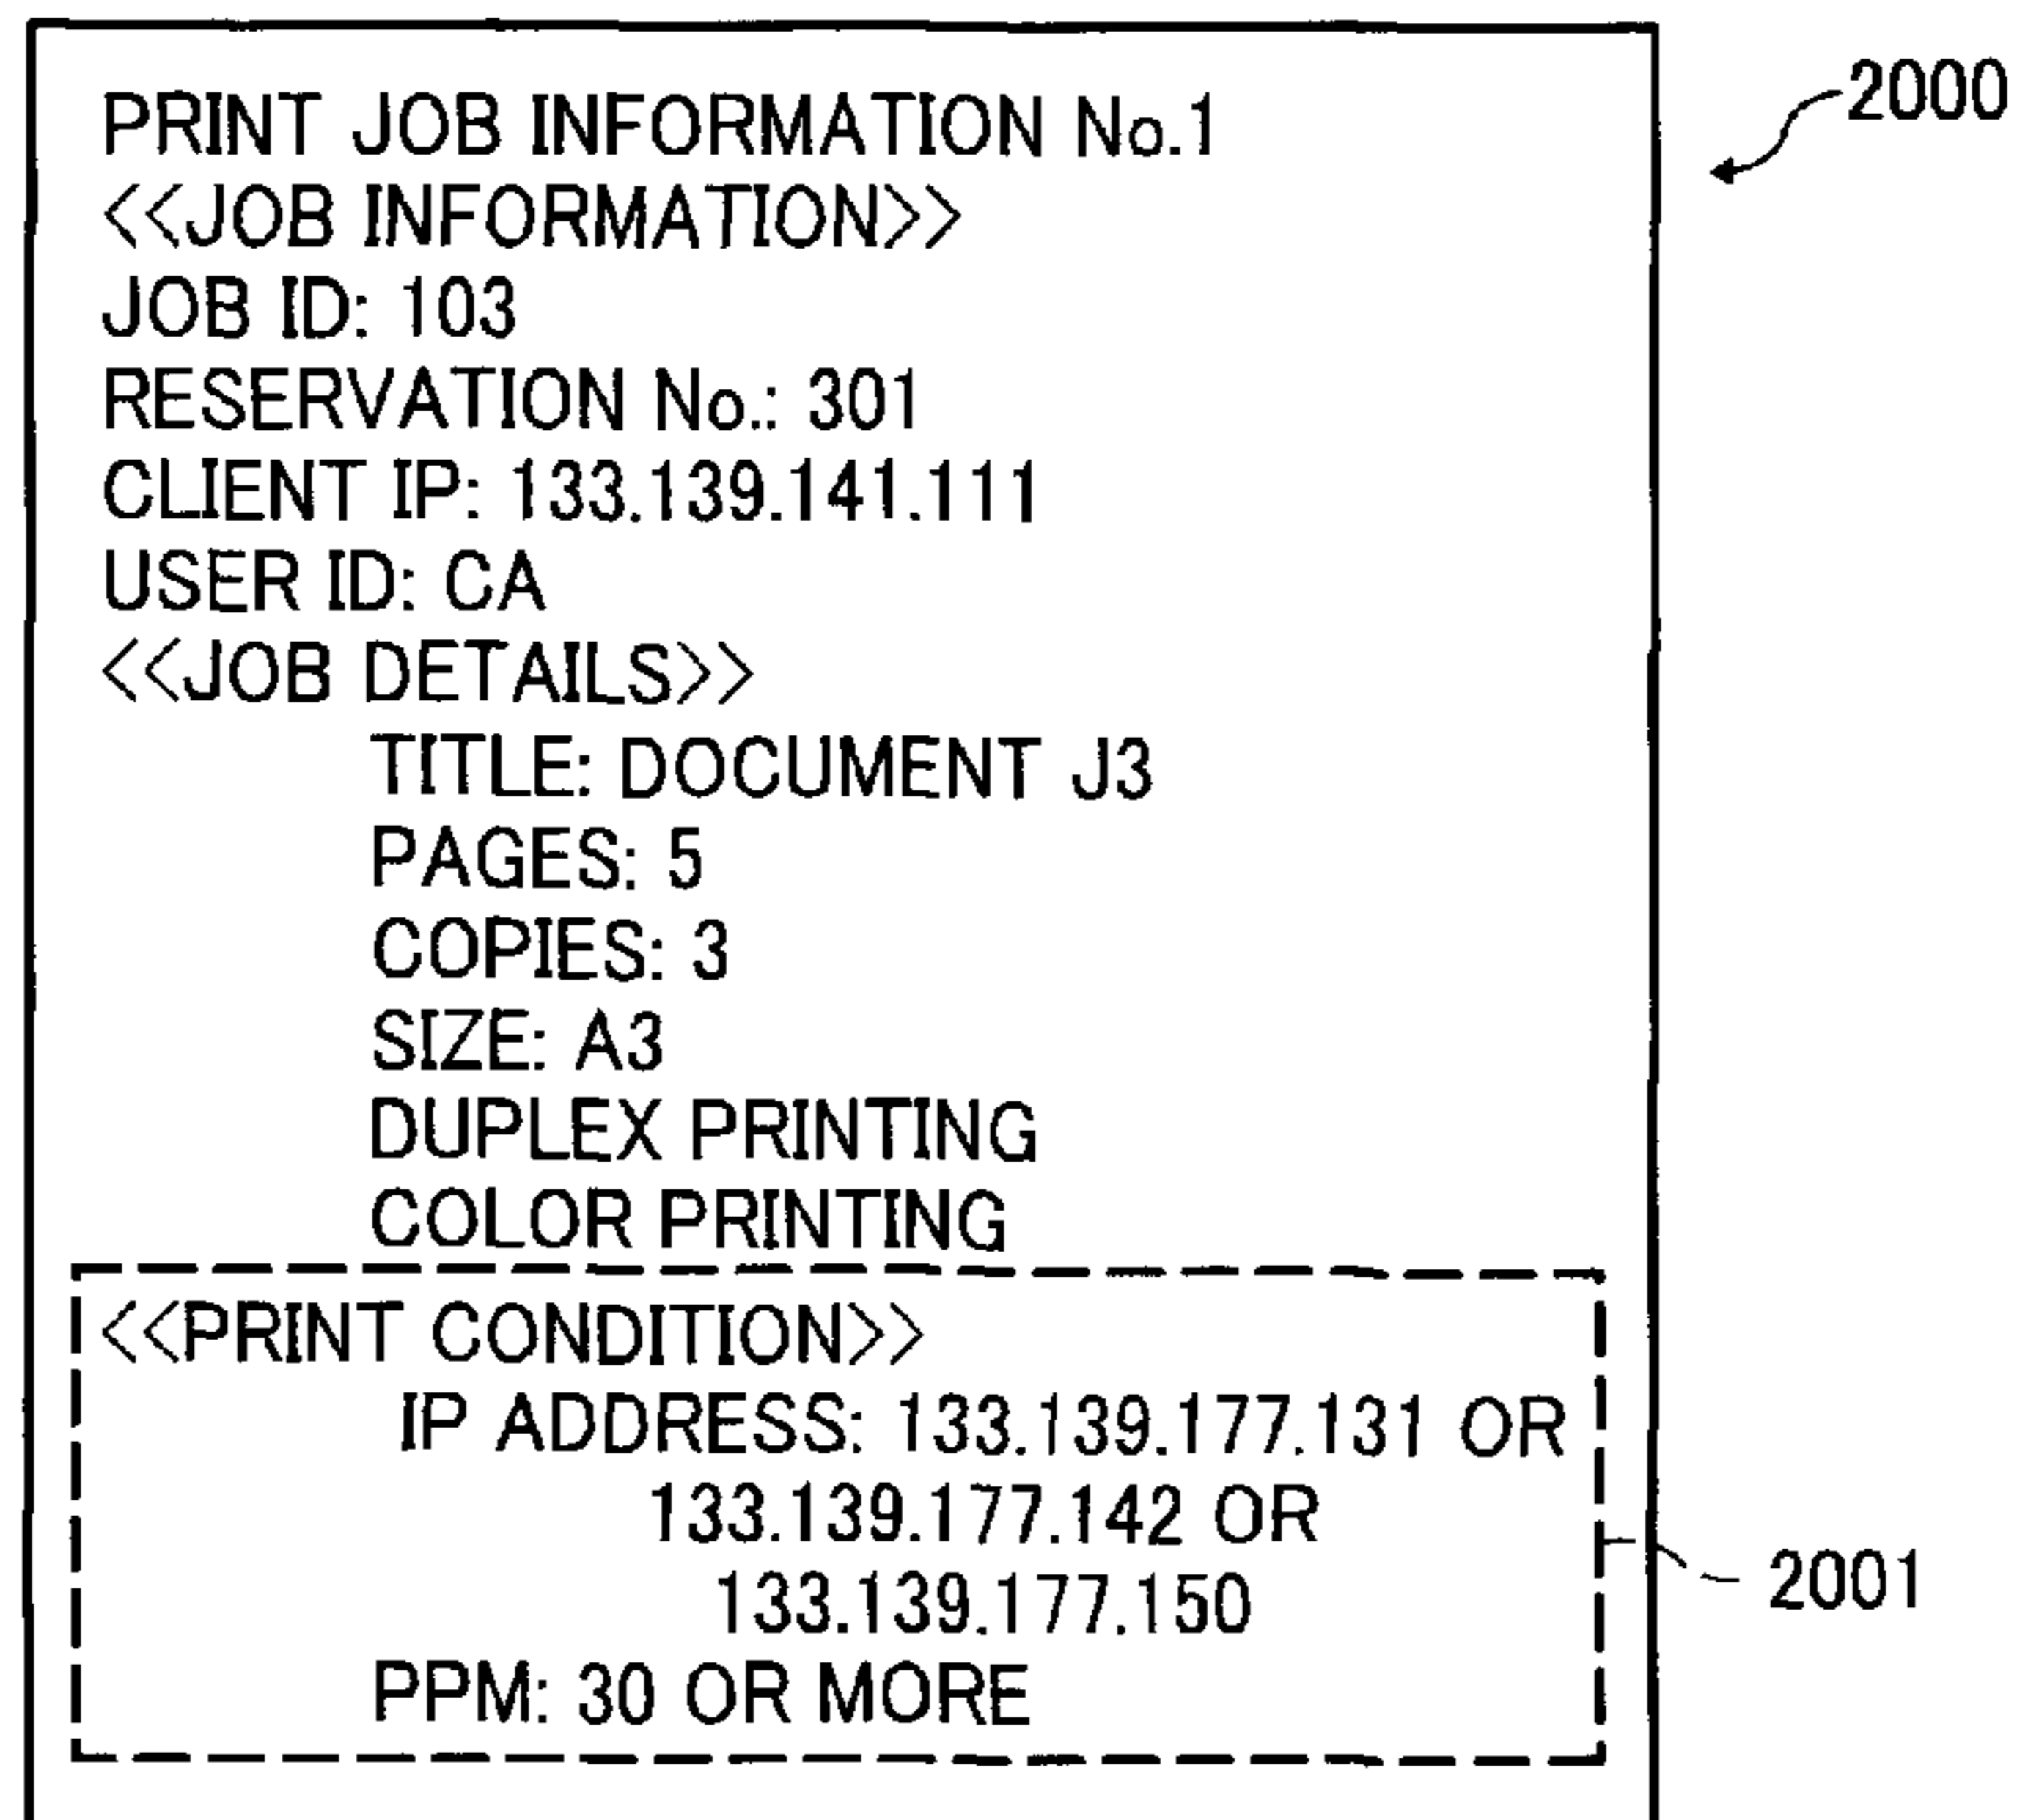 PRINT JOB INFORMATION No.1
2000
<<JOB INFORMATION>>
JOB ID: 103
RESERVATION No.: 301
CLIENT IP: 133.139.141.111
USER ID: CA
<<JOB DETAILS>>
TITLE: DOCUMENT J3
PAGES: 5
COPIES: 3
SIZE: A3
DUPLEX PRINTING
COLOR PRINTING
<<PRINT CONDITION>>
IP ADDRESS: 133.139.177.131 OR
133.139.177.142 OR
133.139.177.150
2001
PPM: 30 OR MORE